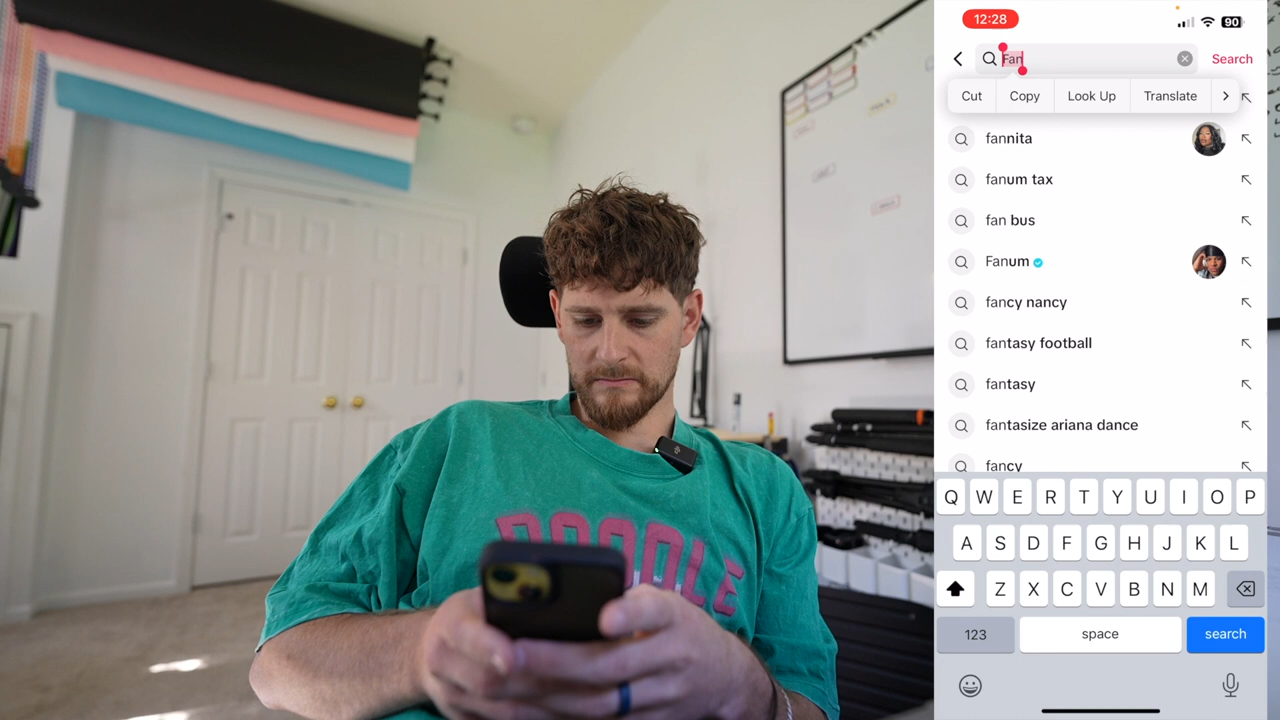 12:28
90
Fan
Search
Cut Copy Look Up Translate
fannita
fanum tax
fan bus
Fanum
fancy nancy
fantasy football
fantasy
fantasize ariana dance
fancy
Q W E R T Y U I O P
A S D F G H J K L
Z X C V B N M
123 space search